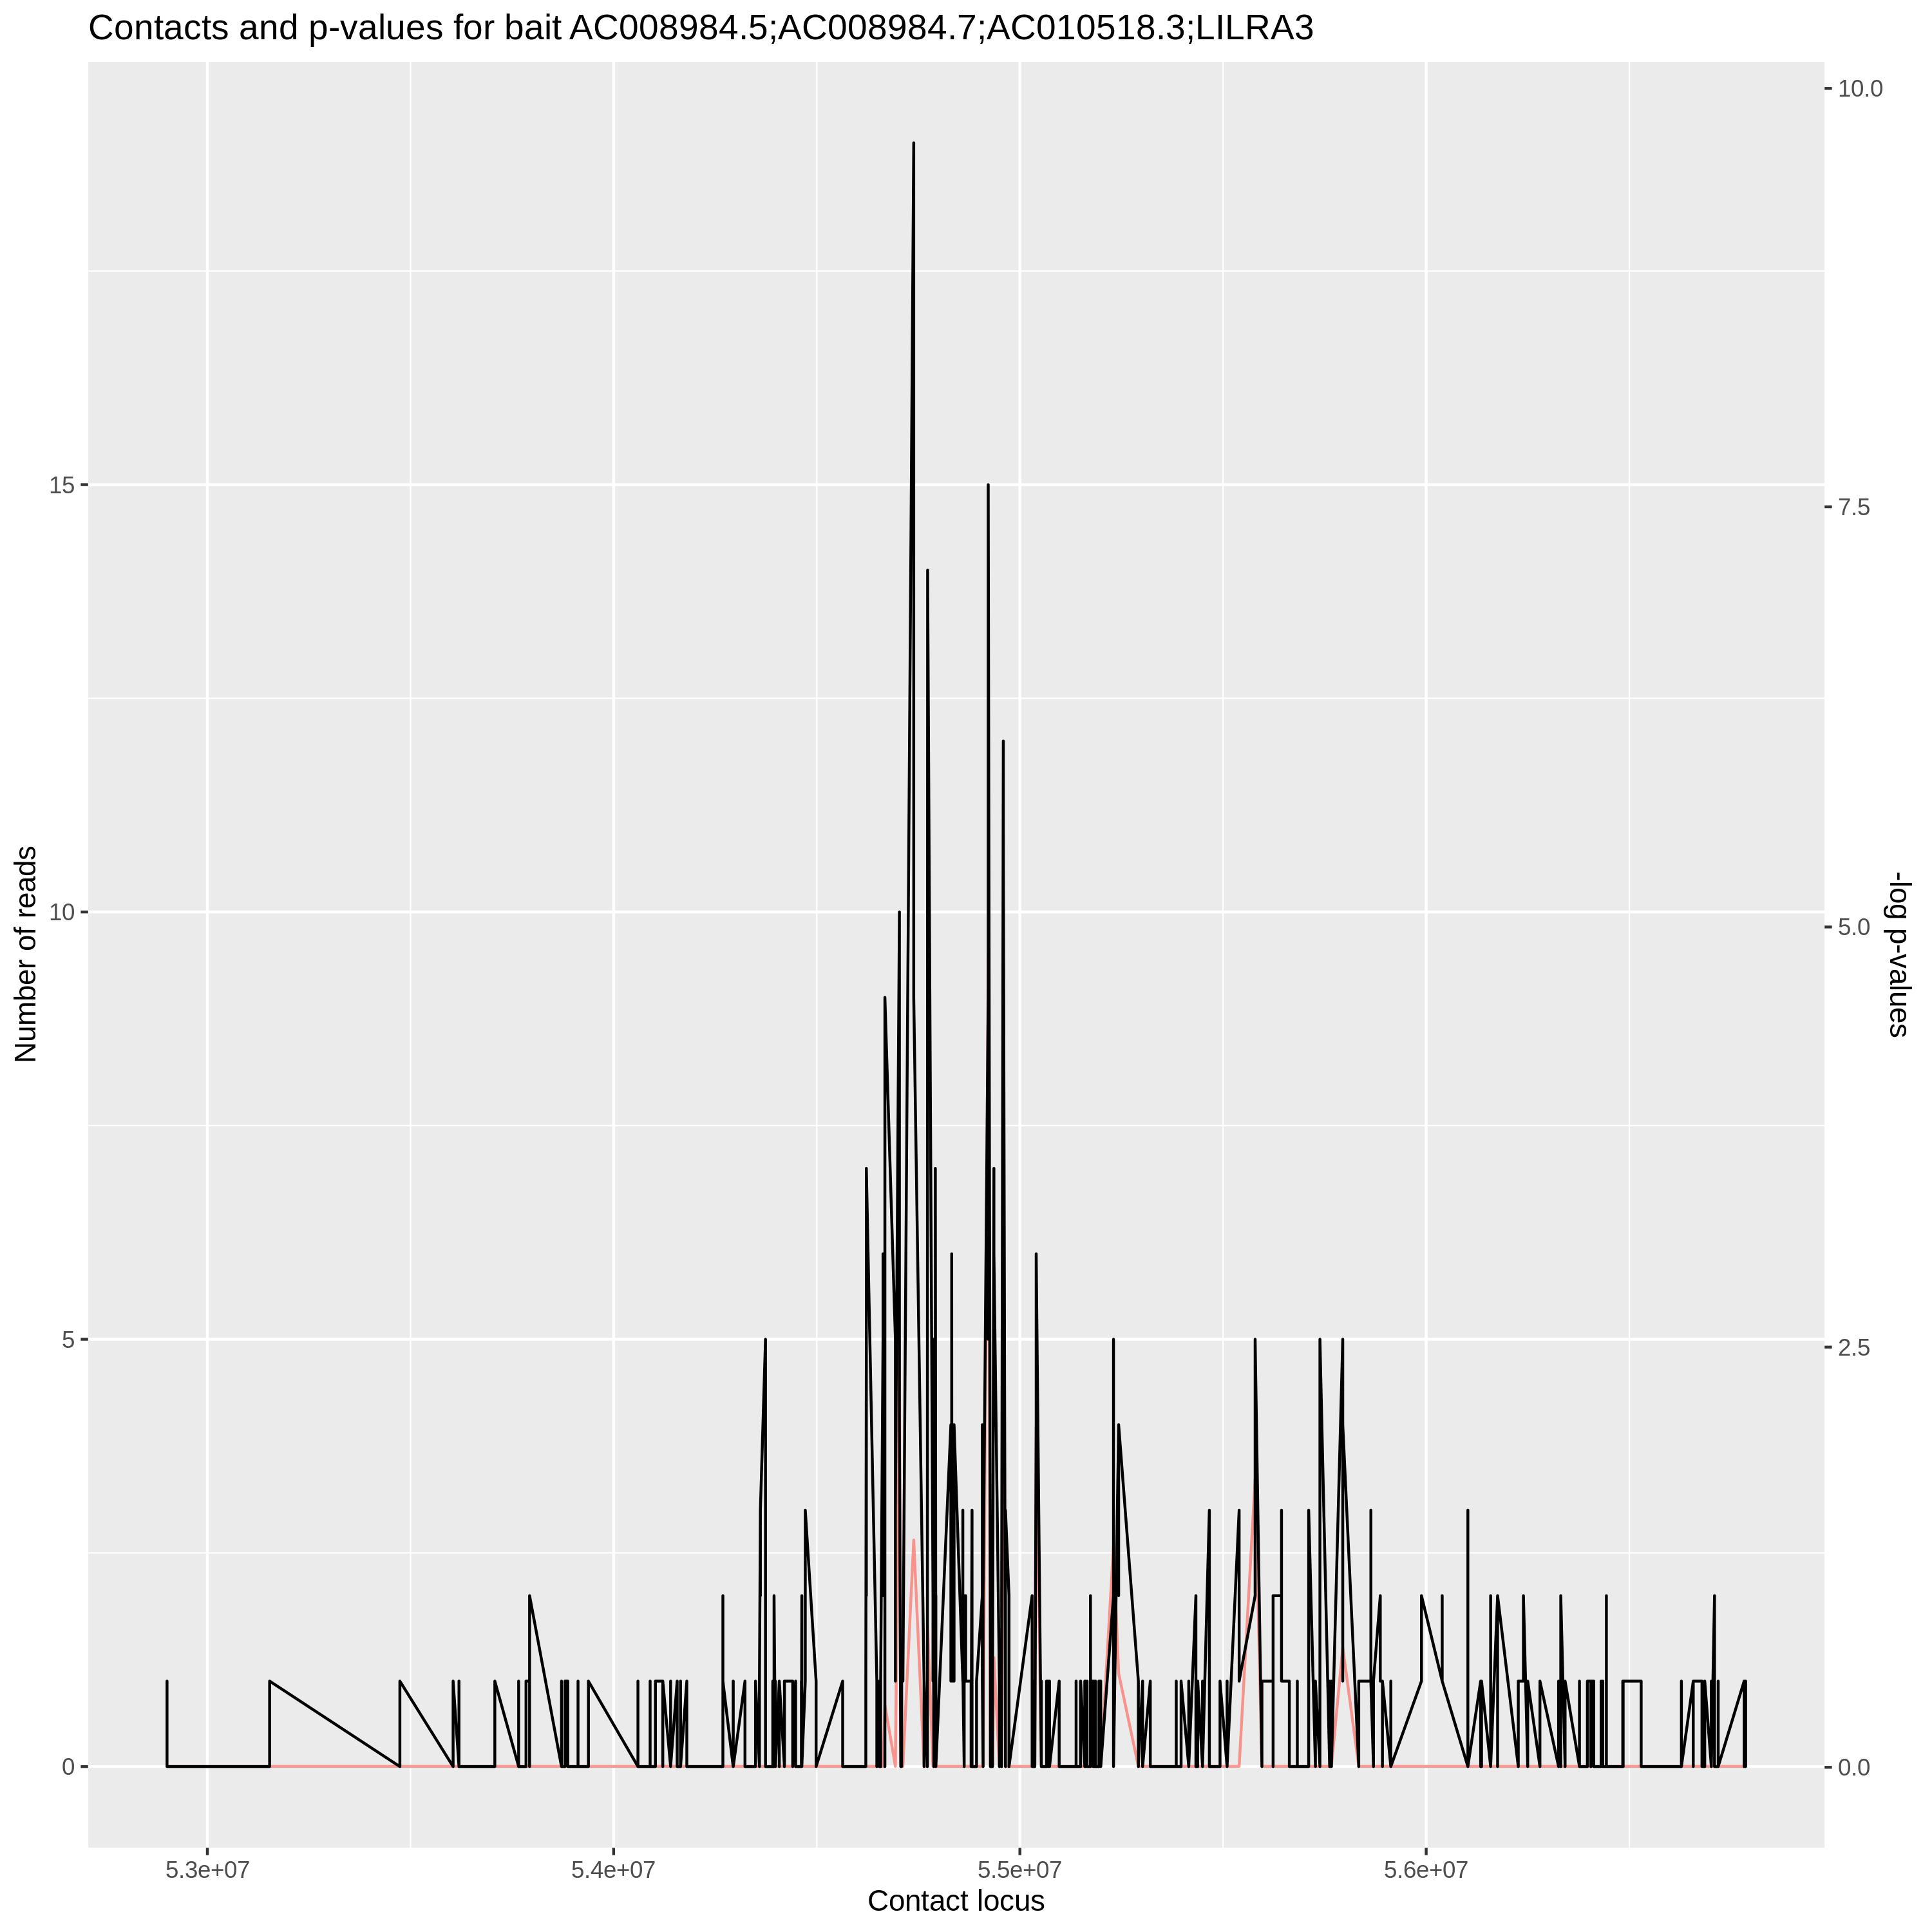 Contacts and p-values for bait AC008984.5;AC008984.7;AC010518.3;LILRA3
10.0
15
7.5
10
5.0
5
2.5
0
0.0
Number of reads
-log p-values
5.3e+07
5.4e+07
5.5e+07
5.6e+07
Contact locus